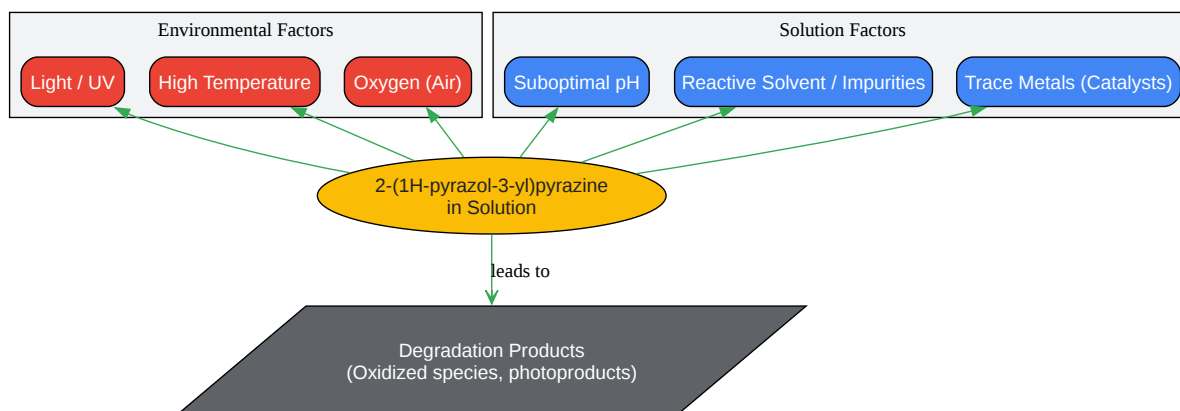 Environmental Factors
Solution Factors
Light / UV
High Temperature
Oxygen (Air)
Suboptimal pH
Reactive Solvent / Impurities
Trace Metals (Catalysts)
2-(1H-pyrazol-3-yl)pyrazine
in Solution
leads to
Degradation Products
(Oxidized species, photoproducts)